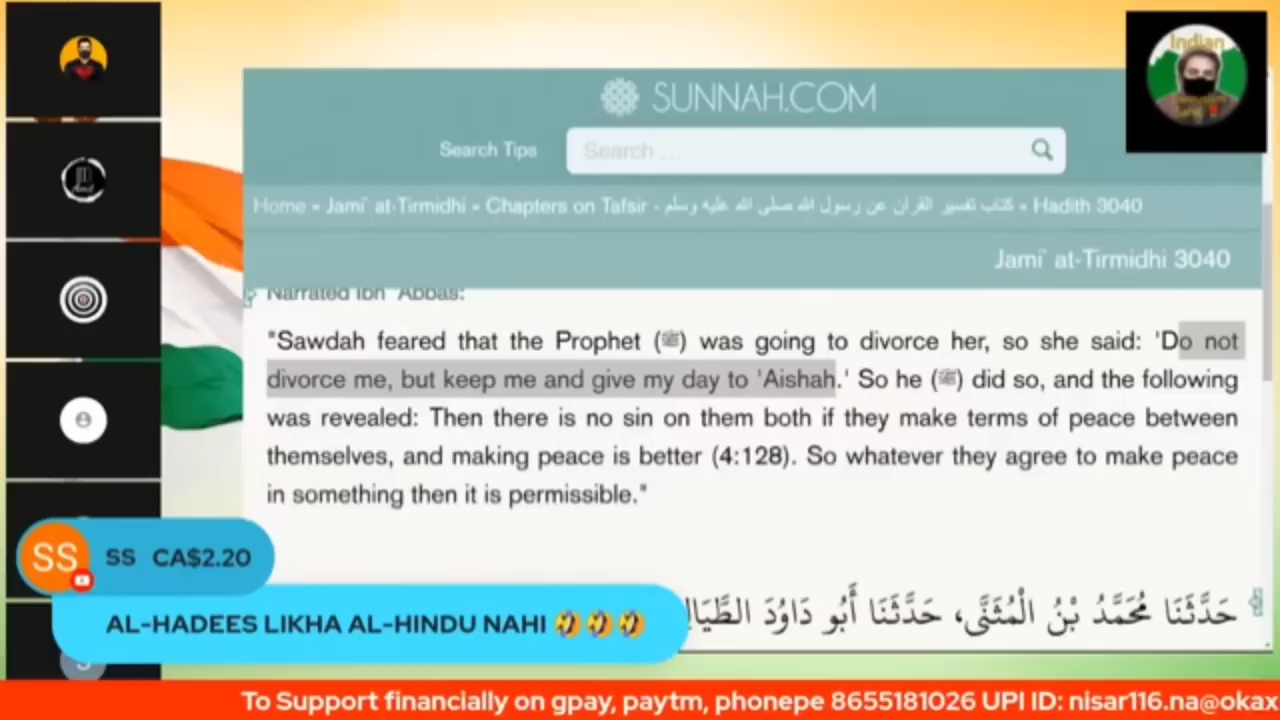 SUNNAH.COM
Search Tips
Search ...
Home » Jami` at-Tirmidhi » Chapters on Tafsir - كتاب تفسير القرآن عن رسول الله صلى الله عليه وسلم » Hadith 3040
Jami` at-Tirmidhi 3040
Narrated Ibn 'Abbas:
"Sawdah feared that the Prophet (ﷺ) was going to divorce her, so she said: 'Do not
divorce me, but keep me and give my day to 'Aishah.' So he (ﷺ) did so, and the following
was revealed: Then there is no sin on them both if they make terms of peace between
themselves, and making peace is better (4:128). So whatever they agree to make peace
in something then it is permissible."
SS
SS CA$2.20
AL-HADEES LIKHA AL-HINDU NAHI 🤣🤣🤣
حَدَّثَنَا مُحَمَّدُ بْنُ الْمُثَنَّى، حَدَّثَنَا أَبُو دَاوُدَ
To Support financially on gpay, paytm, phonepe 8655181026 UPI ID: nisar116.na@okax
Indian